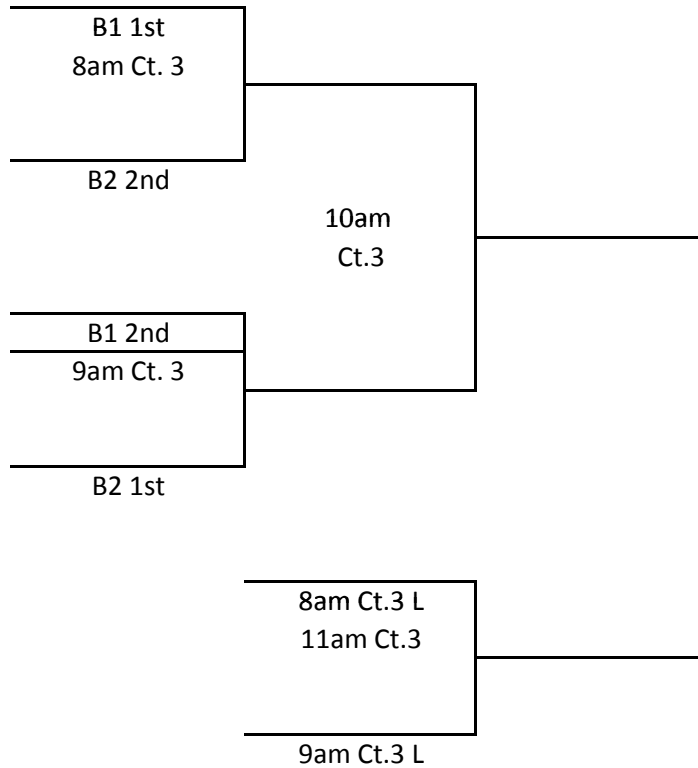 B1 1st
8am Ct. 3
B2 2nd
10am
Ct.3
B1 2nd
9am Ct. 3
B2 1st
8am Ct.3 L
11am Ct.3
9am Ct.3 L